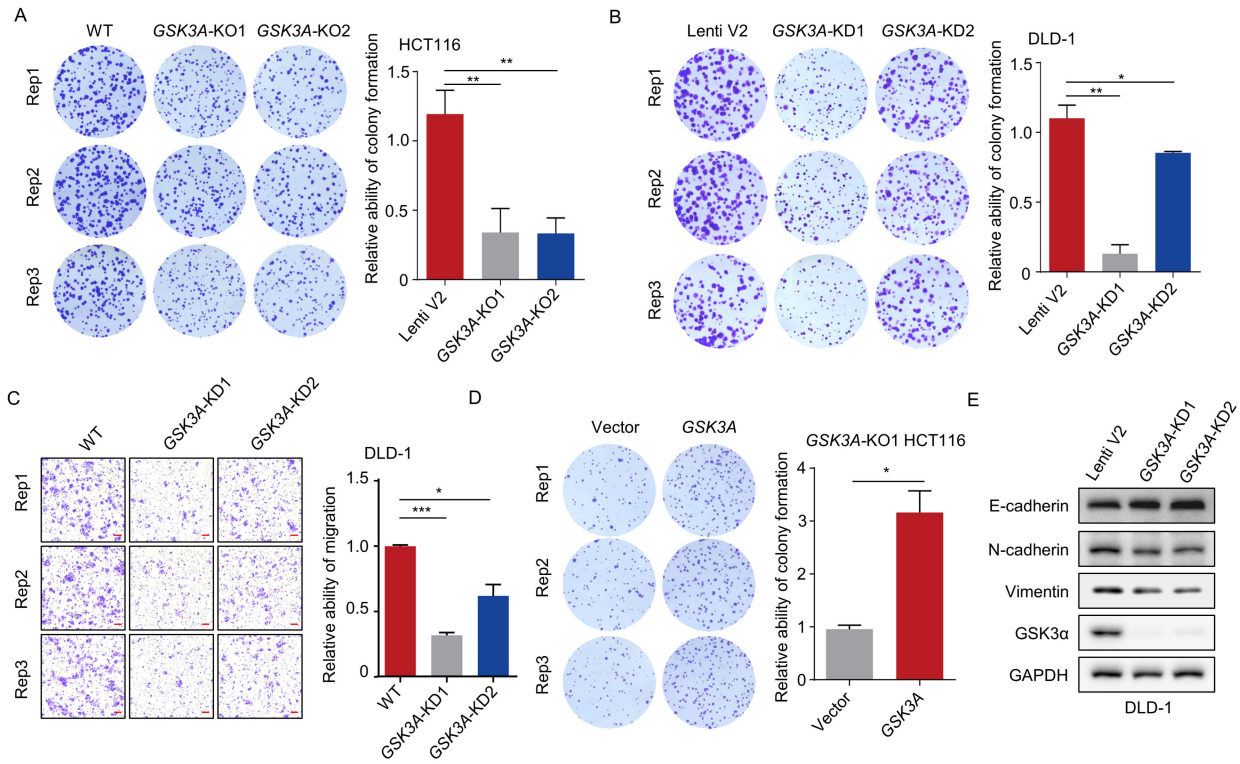 A
WT GSK3A-KO1 GSK3A-KO2
Rep1
Rep2
Rep3
HCT116
Relative ability of colony formation
1.5
1.0
0.5
0
** **
Lenti V2
GSK3A-KO1
GSK3A-KO2
B
Lenti V2 GSK3A-KD1 GSK3A-KD2
Rep1
Rep2
Rep3
DLD-1
Relative ability of colony formation
1.5
1.0
0.5
0
** *
Lenti V2
GSK3A-KD1
GSK3A-KD2
C
WT
GSK3A-KD1
GSK3A-KD2
Rep1
Rep2
Rep3
DLD-1
Relative ability of migration
1.5
1.0
0.5
0
*
***
WT
GSK3A-KD1
GSK3A-KD2
D
Vector GSK3A
Rep1
Rep2
Rep3
GSK3A-KO1 HCT116
Relative ability of colony formation
4
3
2
1
0
*
Vector
GSK3A
E
Lenti V2
GSK3A-KD1
GSK3A-KD2
E-cadherin
N-cadherin
Vimentin
GSK3α
GAPDH
DLD-1